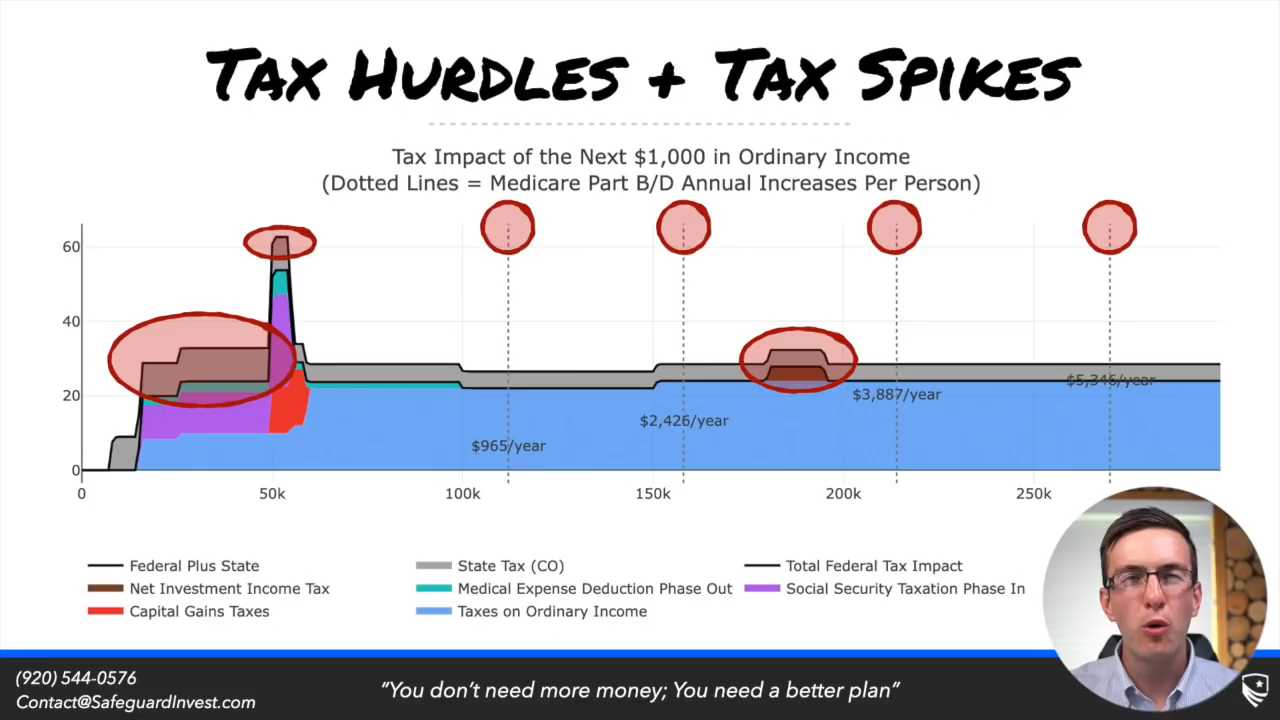 TAX HURDLES + TAX SPIKES
Tax Impact of the Next $1,000 in Ordinary Income
(Dotted Lines = Medicare Part B/D Annual Increases Per Person)
60
40
20
0
$5,346/year
$3,887/year
$2,426/year
$965/year
0 50k 100k 150k 200k 250k
Federal Plus State State Tax (CO) Total Federal Tax Impact
Net Investment Income Tax Medical Expense Deduction Phase Out Social Security Taxation Phase In
Capital Gains Taxes Taxes on Ordinary Income
(920) 544-0576
Contact@SafeguardInvest.com
"You don't need more money; You need a better plan"